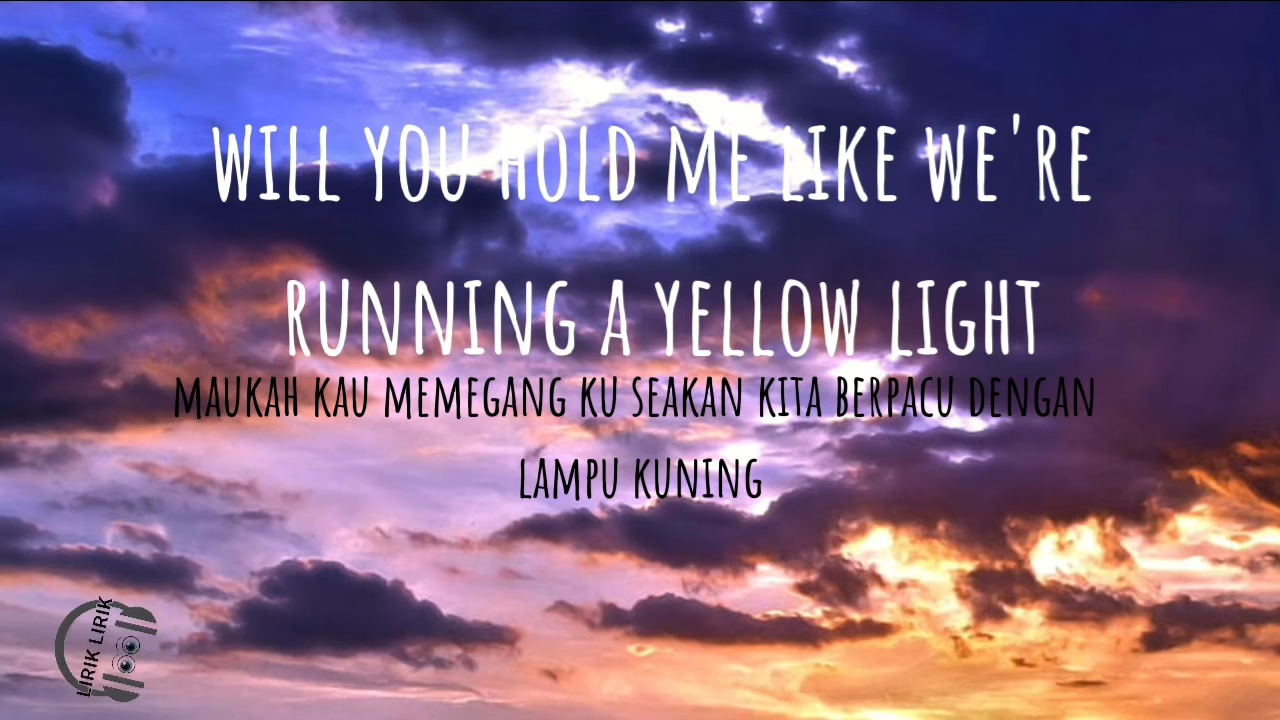 WILL YOU HOLD ME LIKE WE'RE
RUNNING A YELLOW LIGHT
MAUKAH KAU MEMEGANG KU SEAKAN KITA BERPACU DENGAN
LAMPU KUNING
LIRIK LIRIK